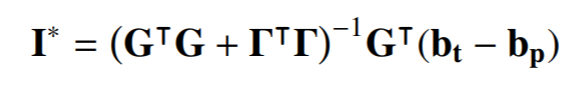 I* = (GᵀG + ΓᵀΓ)⁻¹Gᵀ(bₜ − bₚ)